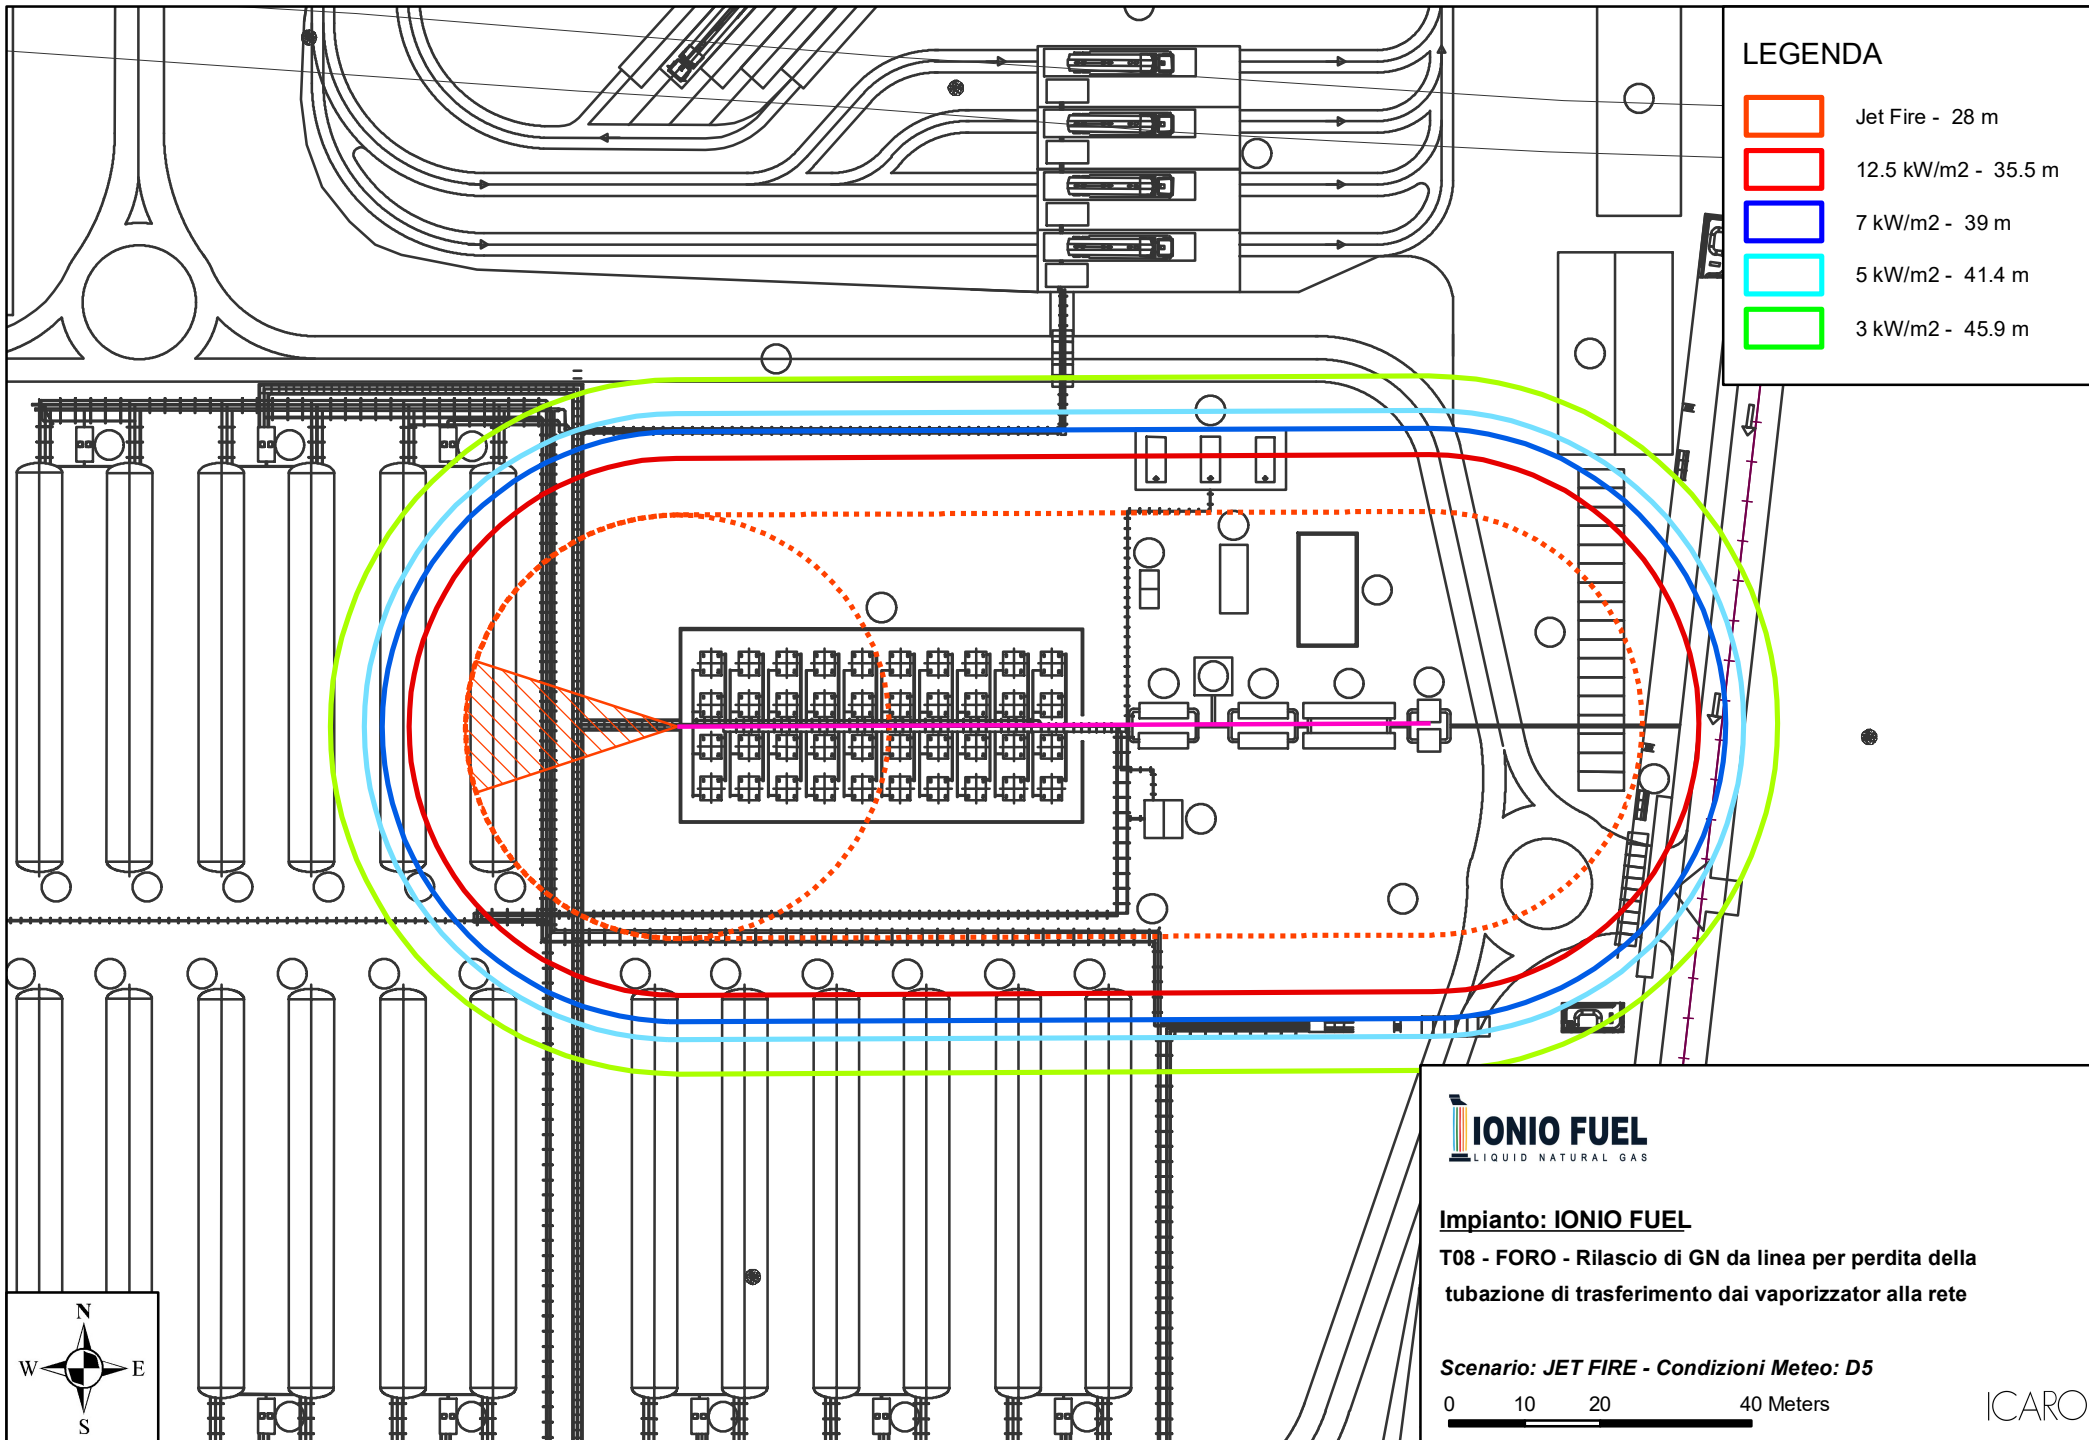 LEGENDA
Jet Fire - 28 m
12.5 kW/m2 - 35.5 m
7 kW/m2 - 39 m
5 kW/m2 - 41.4 m
3 kW/m2 - 45.9 m
IONIO FUEL
LIQUID NATURAL GAS
Impianto: IONIO FUEL
T08 - FORO - Rilascio di GN da linea per perdita della
tubazione di trasferimento dai vaporizzator alla rete
Scenario: JET FIRE - Condizioni Meteo: D5
0 10 20 40 Meters
ICARO
N
W E
S